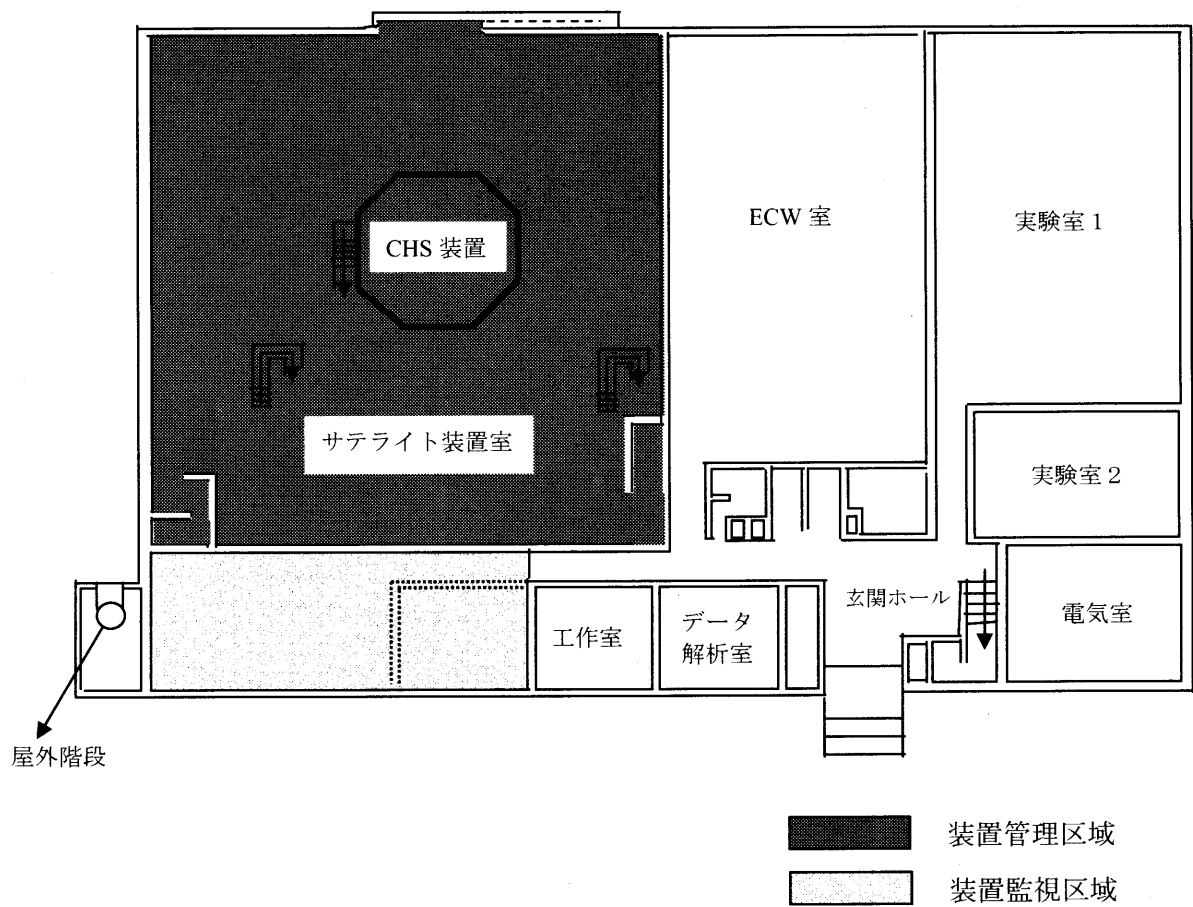 ECW 室
実験室 1
CHS 装置
サテライト装置室
実験室 2
玄関ホール
電気室
工作室
データ
解析室
屋外階段
装置管理区域
装置監視区域